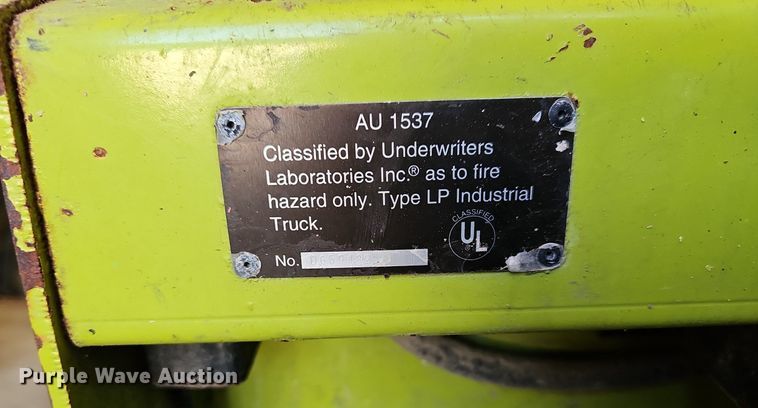 AU 1537
Classified by Underwriters
Laboratories Inc.® as to fire
hazard only. Type LP Industrial
Truck.
CLASSIFIED
UL
®
No.
Purple Wave Auction